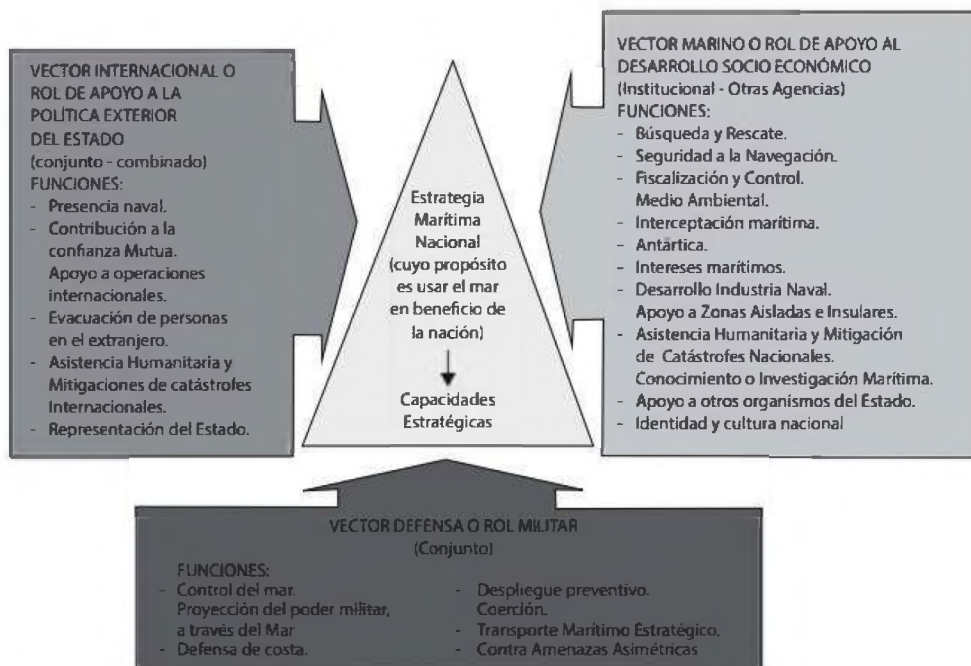 VECTOR INTERNACIONAL O
ROL DE APOYO A LA
POLÍTICA EXTERIOR
DEL ESTADO
(conjunto - combinado)
FUNCIONES:
- Presencia naval.
- Contribución a la
confianza Mutua.
Apoyo a operaciones
internacionales.
- Evacuación de personas
en el extranjero.
- Asistencia Humanitaria y
Mitigaciones de catástrofes
Internacionales.
- Representación del Estado.
Estrategia
Marítima
Nacional
(cuyo propósito
es usar el mar
en beneficio de
la nación)
Capacidades
Estratégicas
VECTOR MARINO O ROL DE APOYO AL
DESARROLLO SOCIO ECONÓMICO
(Institucional - Otras Agencias)
FUNCIONES:
- Búsqueda y Rescate.
- Seguridad a la Navegación.
- Fiscalización y Control.
Medio Ambiental.
- Interceptación marítima.
- Antártica.
- Intereses marítimos.
- Desarrollo Industria Naval.
Apoyo a Zonas Aisladas e Insulares.
- Asistencia Humanitaria y Mitigación
de Catástrofes Nacionales.
Conocimiento o Investigación Marítima.
- Apoyo a otros organismos del Estado.
- Identidad y cultura nacional
VECTOR DEFENSA O ROL MILITAR
(Conjunto)
FUNCIONES:
- Control del mar.
Proyección del poder militar,
a través del Mar
- Defensa de costa.
- Despliegue preventivo.
Coerción.
- Transporte Marítimo Estratégico.
- Contra Amenazas Asimétricas